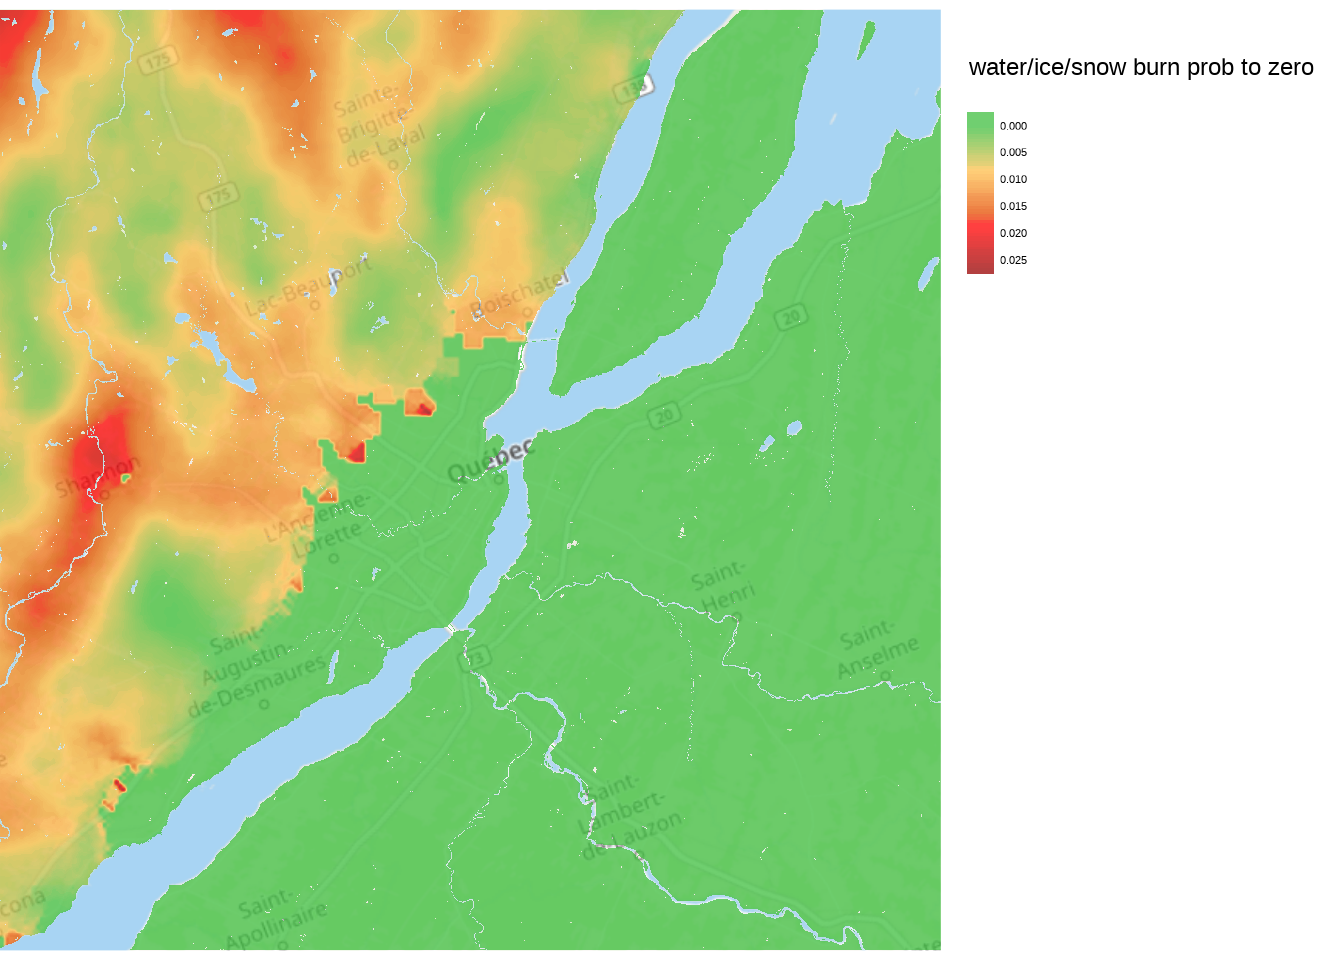 water/ice/snow burn prob to zero
0.000
0.005
0.010
0.015
0.020
0.025
175
138
Sainte-
Brigitte-
de-Laval
175
Lac-Beauport
Boischatel
20
20
Québec
Shannon
L'Ancienne-
Lorette
Saint-
Henri
Saint-
Anselme
Saint-
Augustin-
de-Desmaures
73
Saint-
Lambert-
de-Lauzon
cona
Saint-
Apollinaire